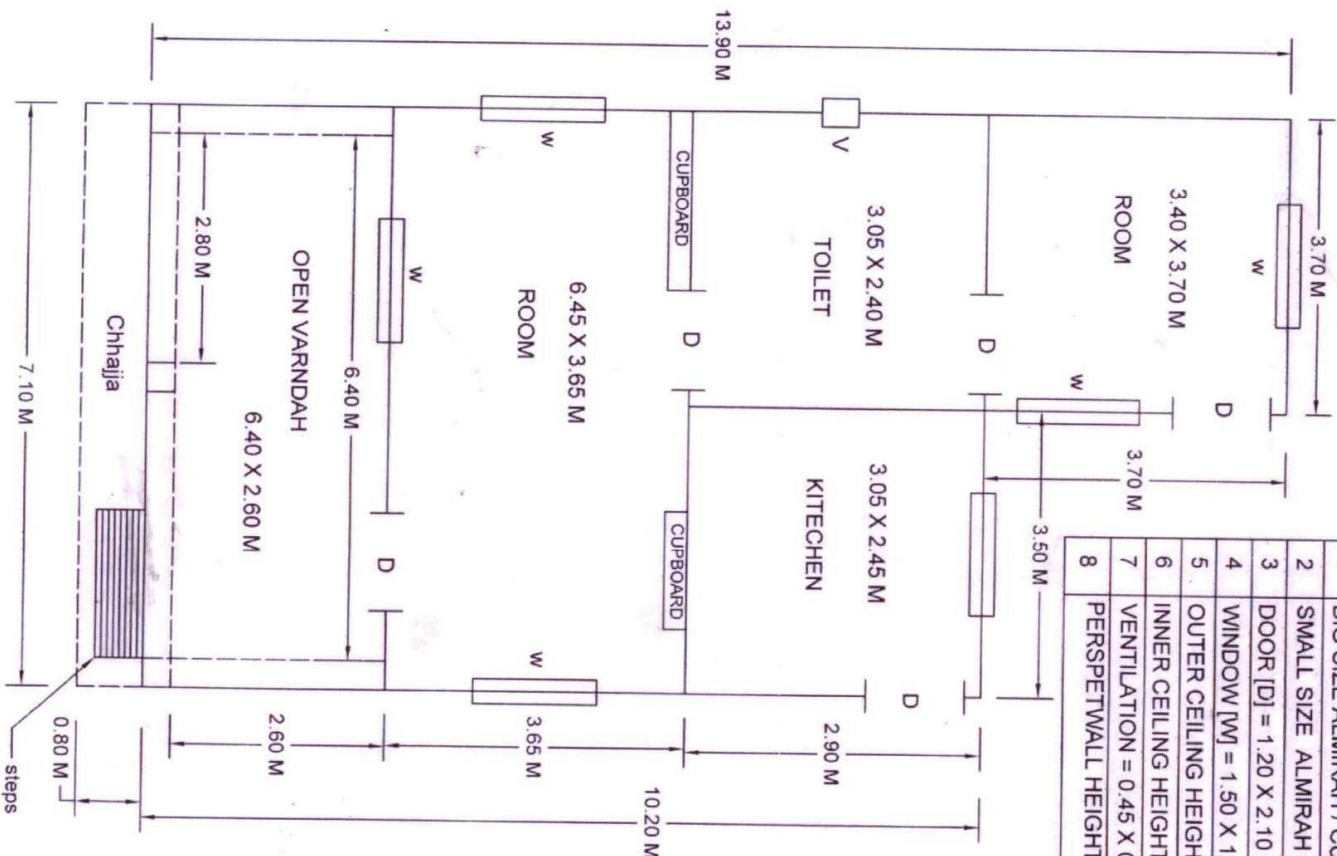 13.90 M
3.70 M
W
3.40 X 3.70 M
ROOM
D
W
3.70 M
3.50 M
V
3.05 X 2.40 M
TOILET
D
3.05 X 2.45 M
KITECHEN
D
2.90 M
CUPBOARD
D
CUPBOARD
W
6.45 X 3.65 M
ROOM
W
3.65 M
10.20 M
W
D
6.40 M
OPEN VARNDAH
2.80 M
6.40 X 2.60 M
2.60 M
Chhajja
0.80 M
steps
7.10 M
2 SMALL SIZE ALMIRAH
3 DOOR [D] = 1.20 X 2.10
4 WINDOW [W] = 1.50 X 1
5 OUTER CEILING HEIGH
6 INNER CEILING HEIGHT
7 VENTILATION = 0.45 X
8 PERSPETWALL HEIGHT